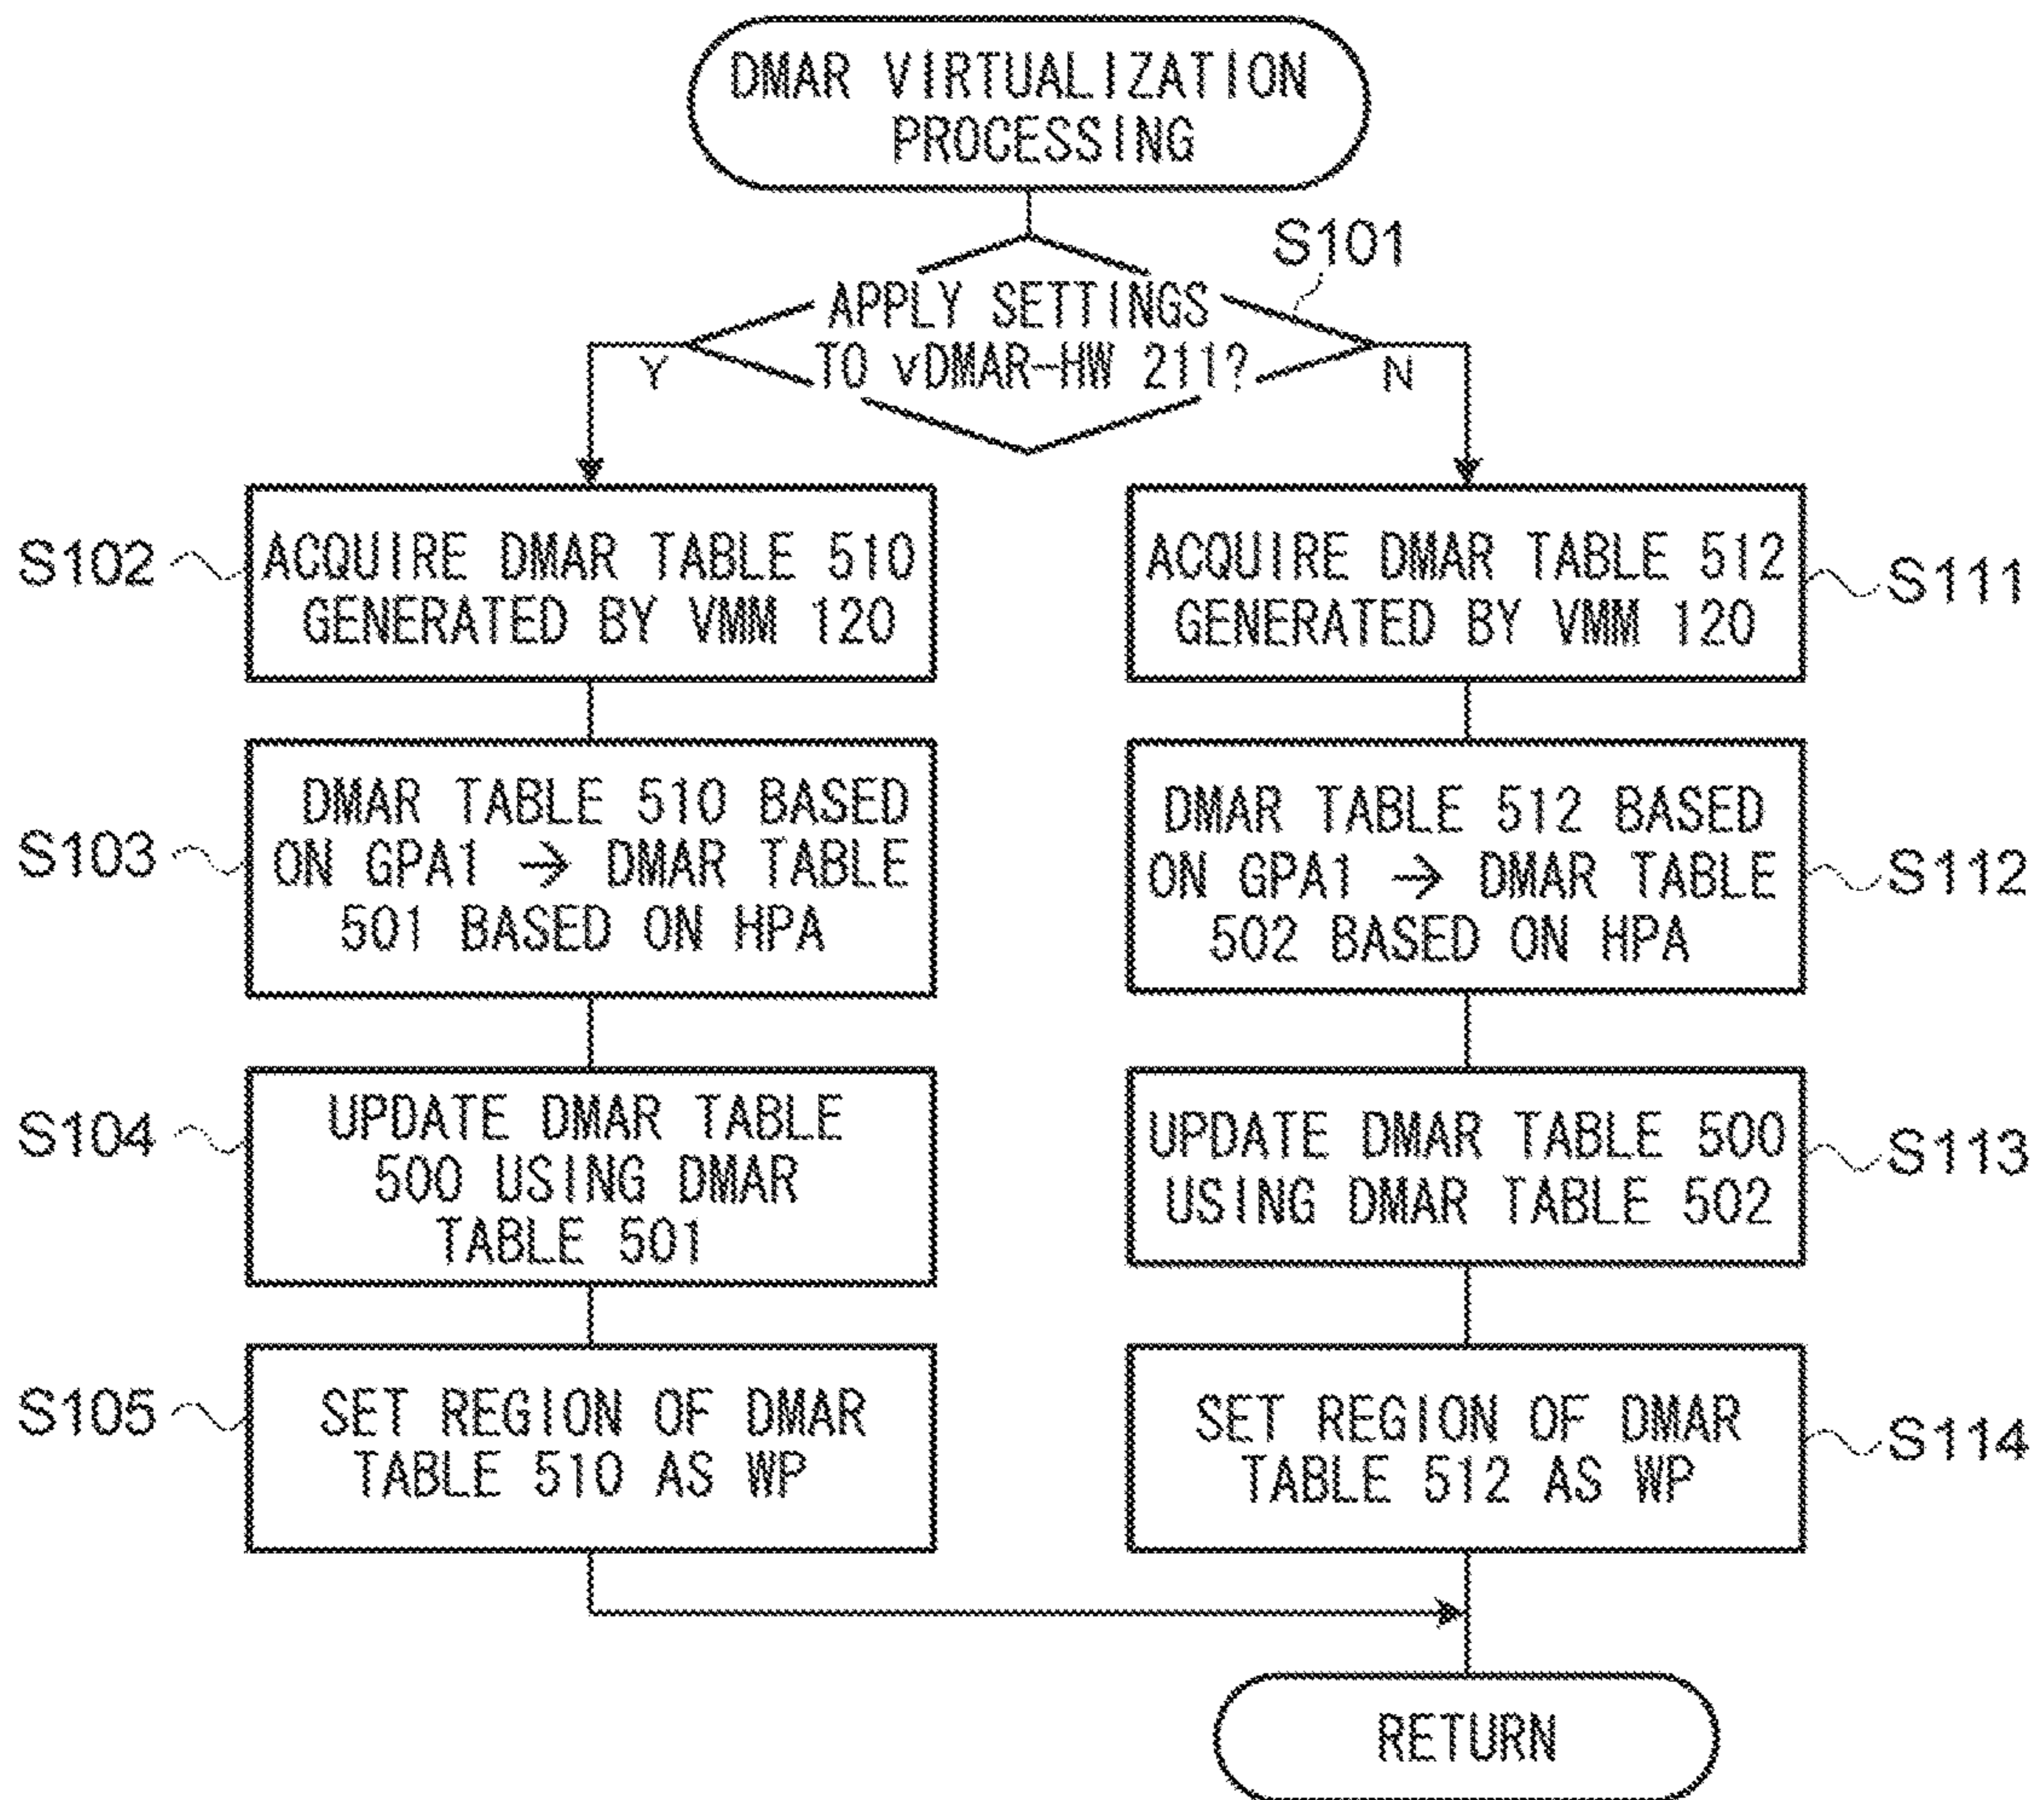 DMAR VIRTUALIZATION
PROCESSING
S101
APPLY SETTINGS
TO vDMAR-HW 211?
Y
N
S102
ACQUIRE DMAR TABLE 510
GENERATED BY VMM 120
S103
DMAR TABLE 510 BASED
ON GPA1 → DMAR TABLE
501 BASED ON HPA
S104
UPDATE DMAR TABLE
500 USING DMAR
TABLE 501
S105
SET REGION OF DMAR
TABLE 510 AS WP
ACQUIRE DMAR TABLE 512
GENERATED BY VMM 120
S111
DMAR TABLE 512 BASED
ON GPA1 → DMAR TABLE
502 BASED ON HPA
S112
UPDATE DMAR TABLE 500
USING DMAR TABLE 502
S113
SET REGION OF DMAR
TABLE 512 AS WP
S114
RETURN